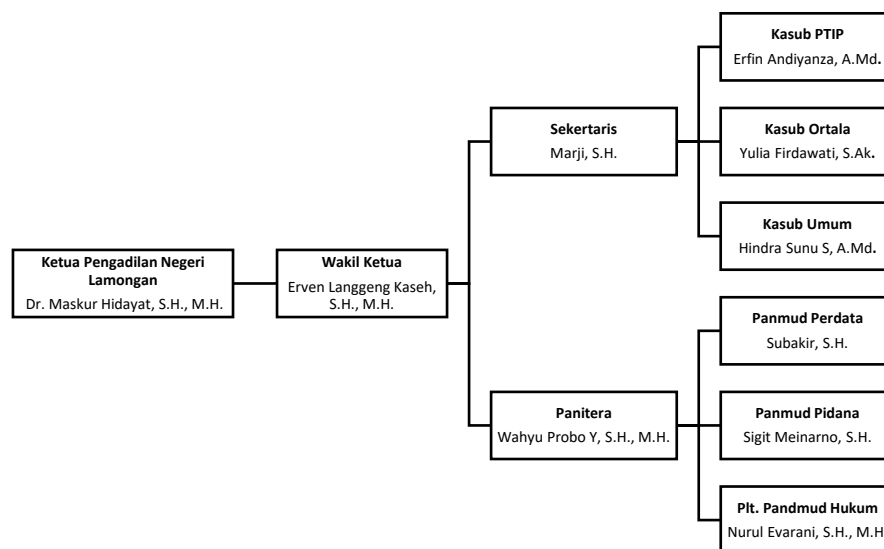 Ketua Pengadilan Negeri
Lamongan
Dr. Maskur Hidayat, S.H., M.H.
Wakil Ketua
Erven Langgeng Kaseh,
S.H., M.H.
Sekertaris
Marji, S.H.
Kasub PTIP
Erfin Andiyanza, A.Md.
Kasub Ortala
Yulia Firdawati, S.Ak.
Kasub Umum
Hindra Sunu S, A.Md.
Panitera
Wahyu Probo Y, S.H., M.H.
Panmud Perdata
Subakir, S.H.
Panmud Pidana
Sigit Meinarno, S.H.
Plt. Pandmud Hukum
Nurul Evarani, S.H., M.H